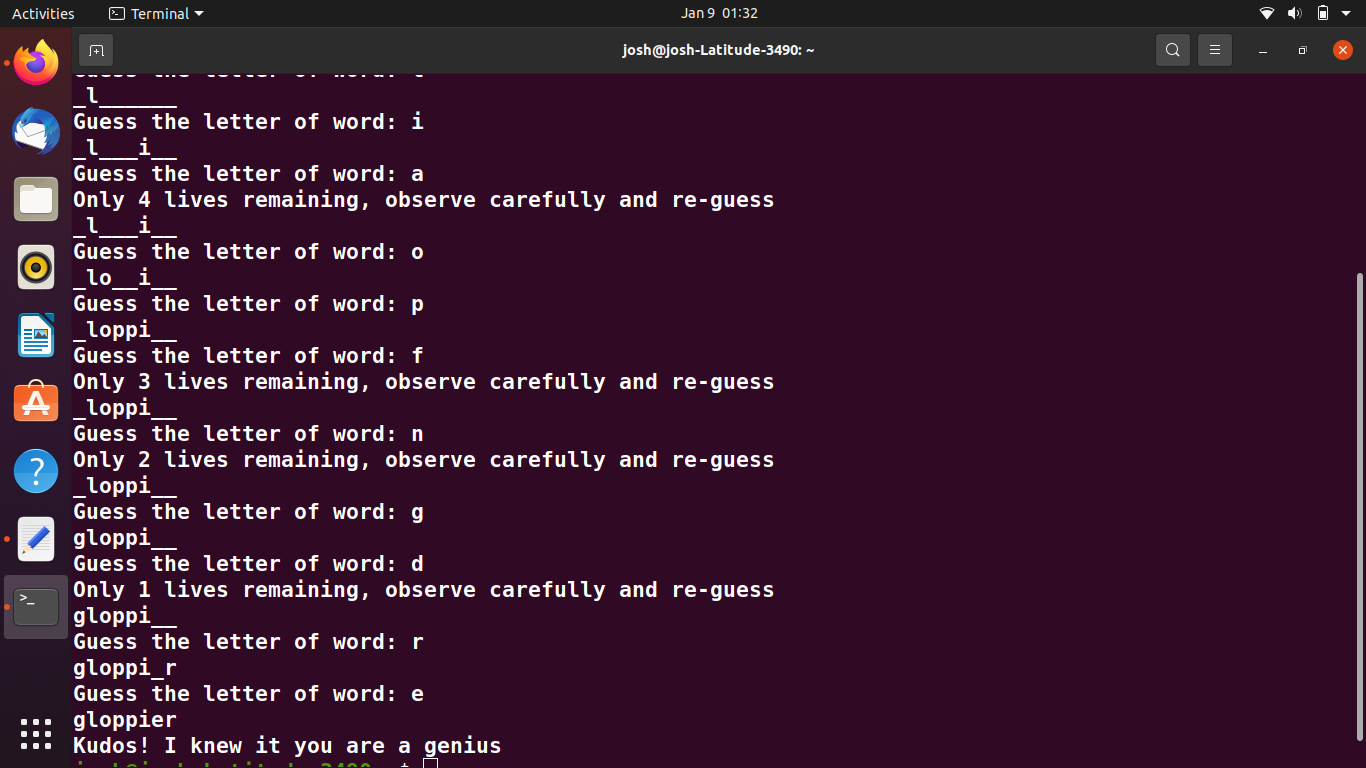 Activities Terminal Jan 9 01:32
josh@josh-Latitude-3490: ~
Guess the letter of word: l
_l______
Guess the letter of word: i
_l___i__
Guess the letter of word: a
Only 4 lives remaining, observe carefully and re-guess
_l___i__
Guess the letter of word: o
_lo__i__
Guess the letter of word: p
_loppi__
Guess the letter of word: f
Only 3 lives remaining, observe carefully and re-guess
_loppi__
Guess the letter of word: n
Only 2 lives remaining, observe carefully and re-guess
_loppi__
Guess the letter of word: g
gloppi__
Guess the letter of word: d
Only 1 lives remaining, observe carefully and re-guess
gloppi__
Guess the letter of word: r
gloppi_r
Guess the letter of word: e
gloppier
Kudos! I knew it you are a genius